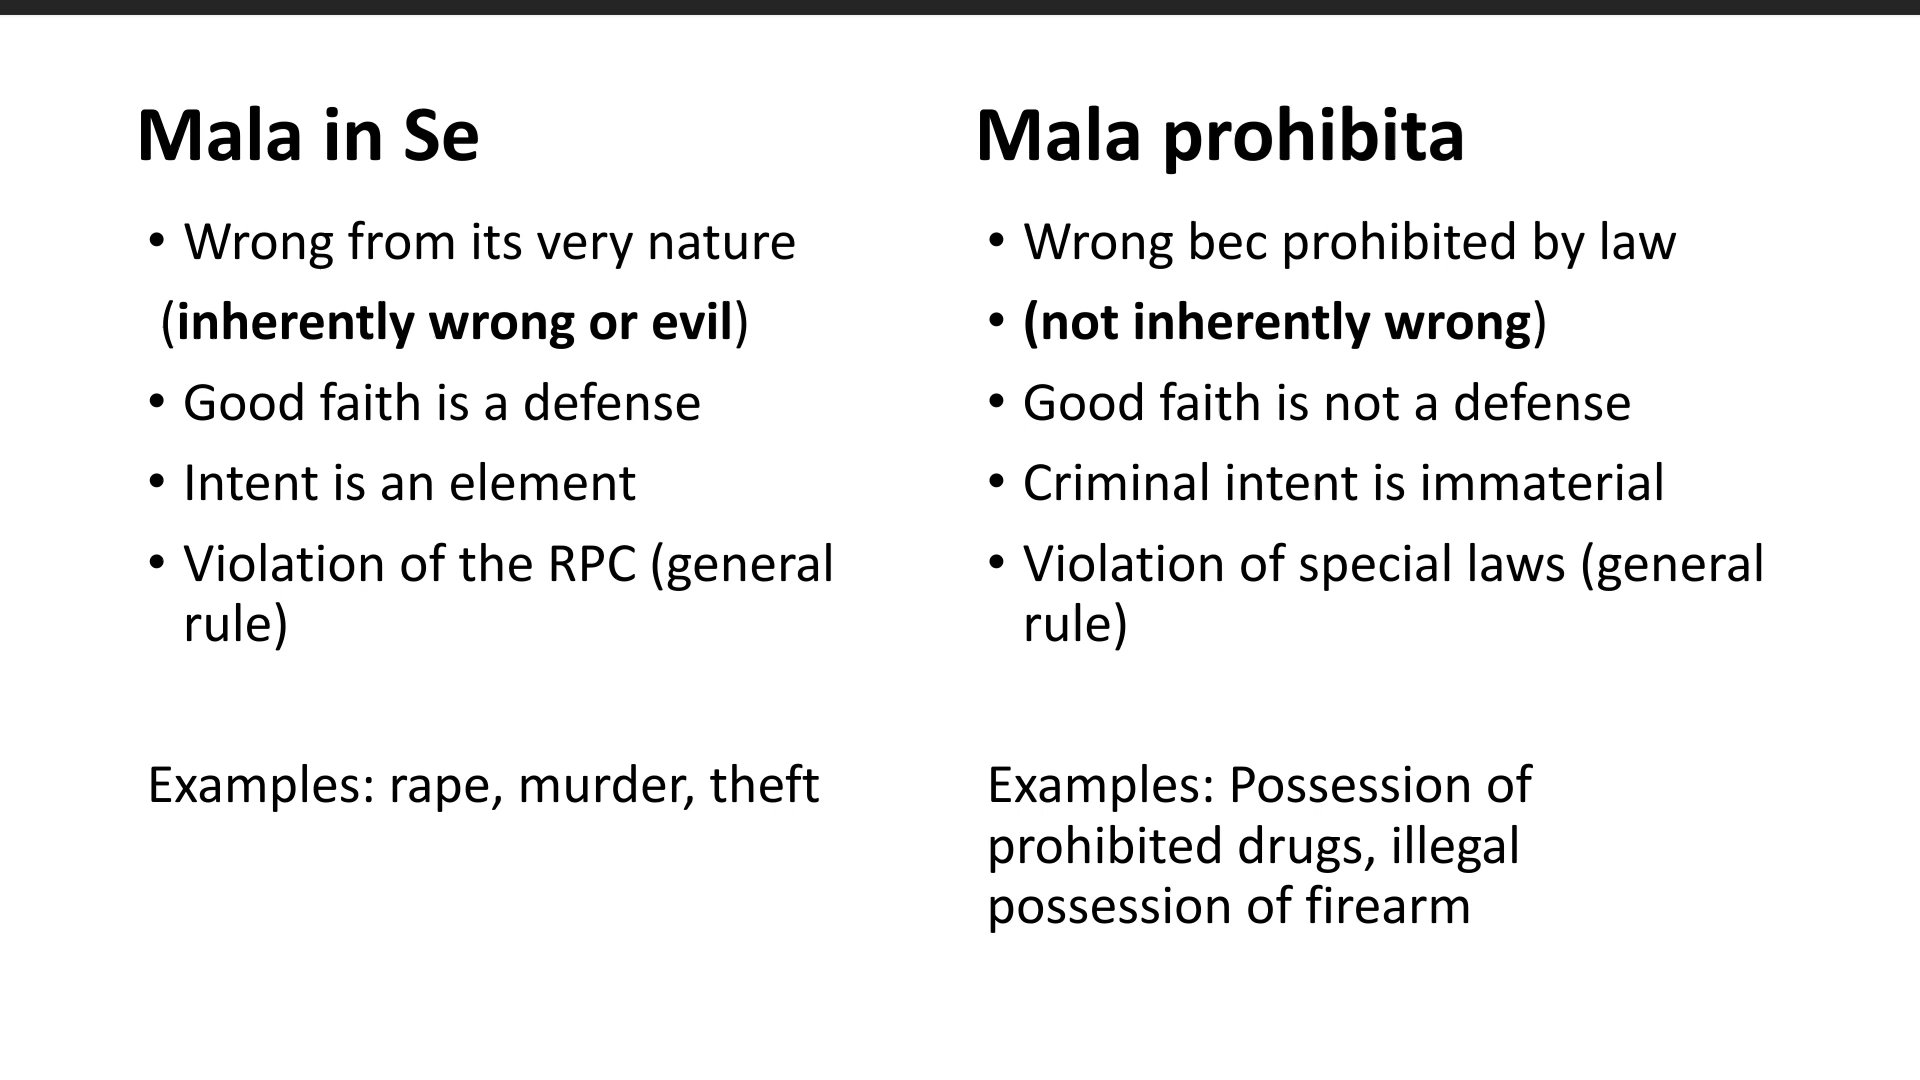 Mala in Se
• Wrong from its very nature
(inherently wrong or evil)
• Good faith is a defense
• Intent is an element
• Violation of the RPC (general
rule)
Examples: rape, murder, theft
Mala prohibita
• Wrong bec prohibited by law
• (not inherently wrong)
• Good faith is not a defense
• Criminal intent is immaterial
• Violation of special laws (general
rule)
Examples: Possession of
prohibited drugs, illegal
possession of firearm